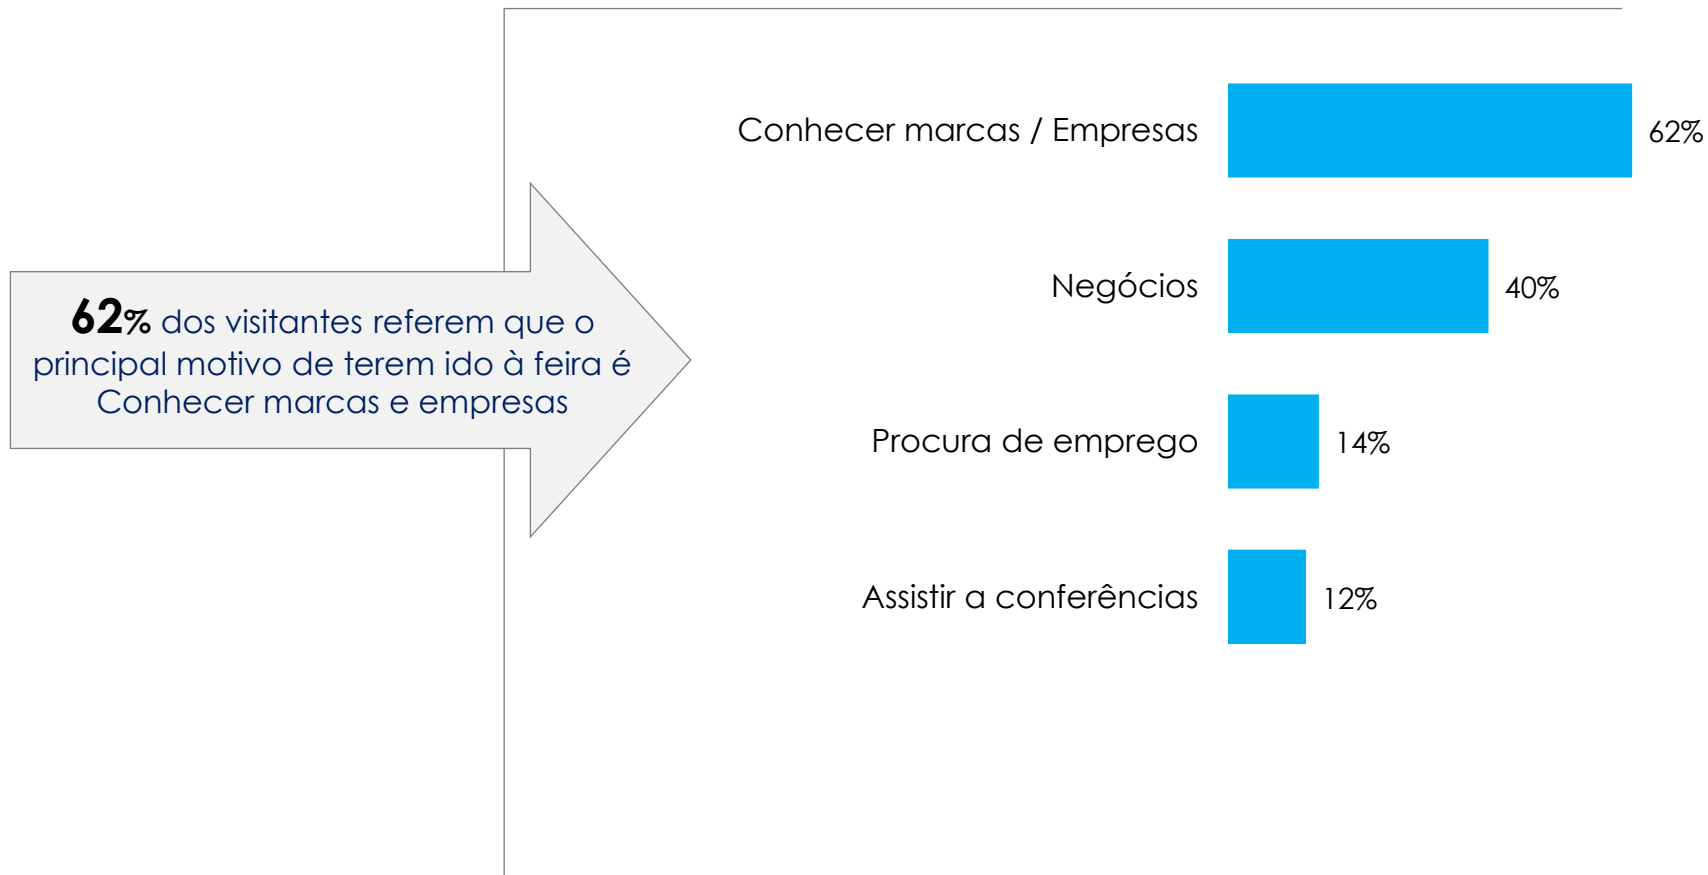 62% dos visitantes referem que o
principal motivo de terem ido à feira é
Conhecer marcas e empresas
Conhecer marcas / Empresas 62%
Negócios 40%
Procura de emprego 14%
Assistir a conferências 12%